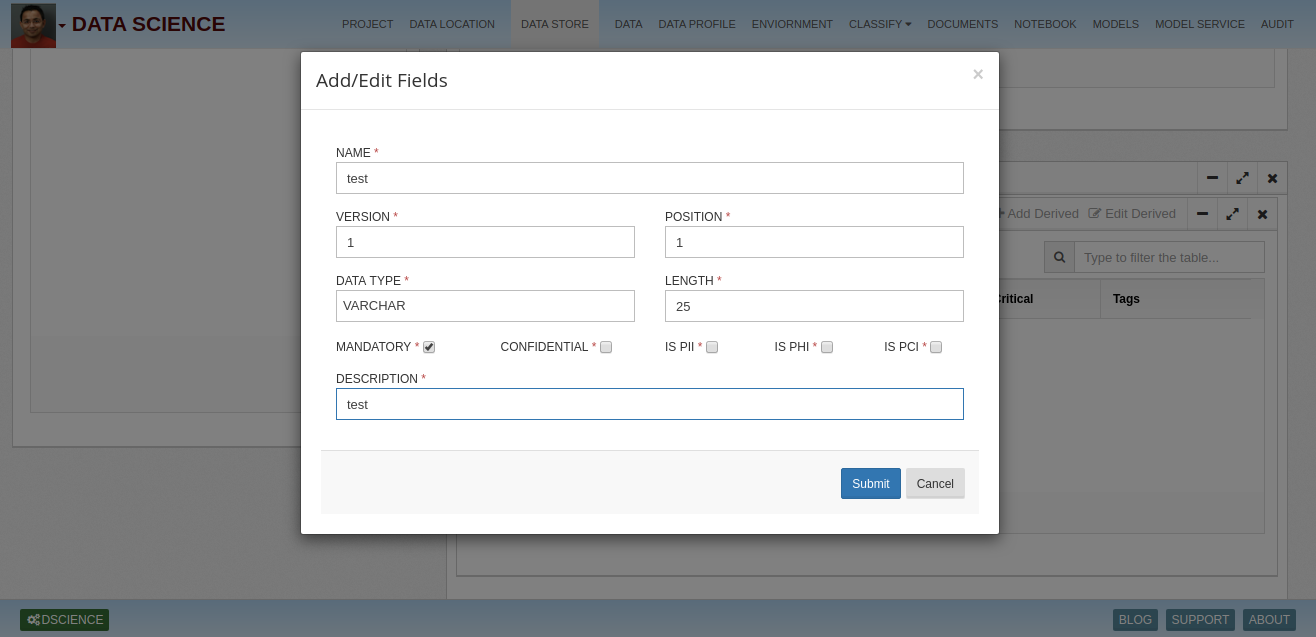 DATA SCIENCE
PROJECT DATA LOCATION DATA STORE DATA DATA PROFILE ENVIORNMENT CLASSIFY DOCUMENTS NOTEBOOK MODELS MODEL SERVICE AUDIT
Add/Edit Fields ×
NAME *
test
VERSION * POSITION *
1 1
DATA TYPE * LENGTH *
VARCHAR 25
MANDATORY * CONFIDENTIAL * IS PII * IS PHI * IS PCI *
DESCRIPTION *
test
Submit Cancel
Add Derived Edit Derived
Type to filter the table...
Critical Tags
DSCIENCE BLOG SUPPORT ABOUT